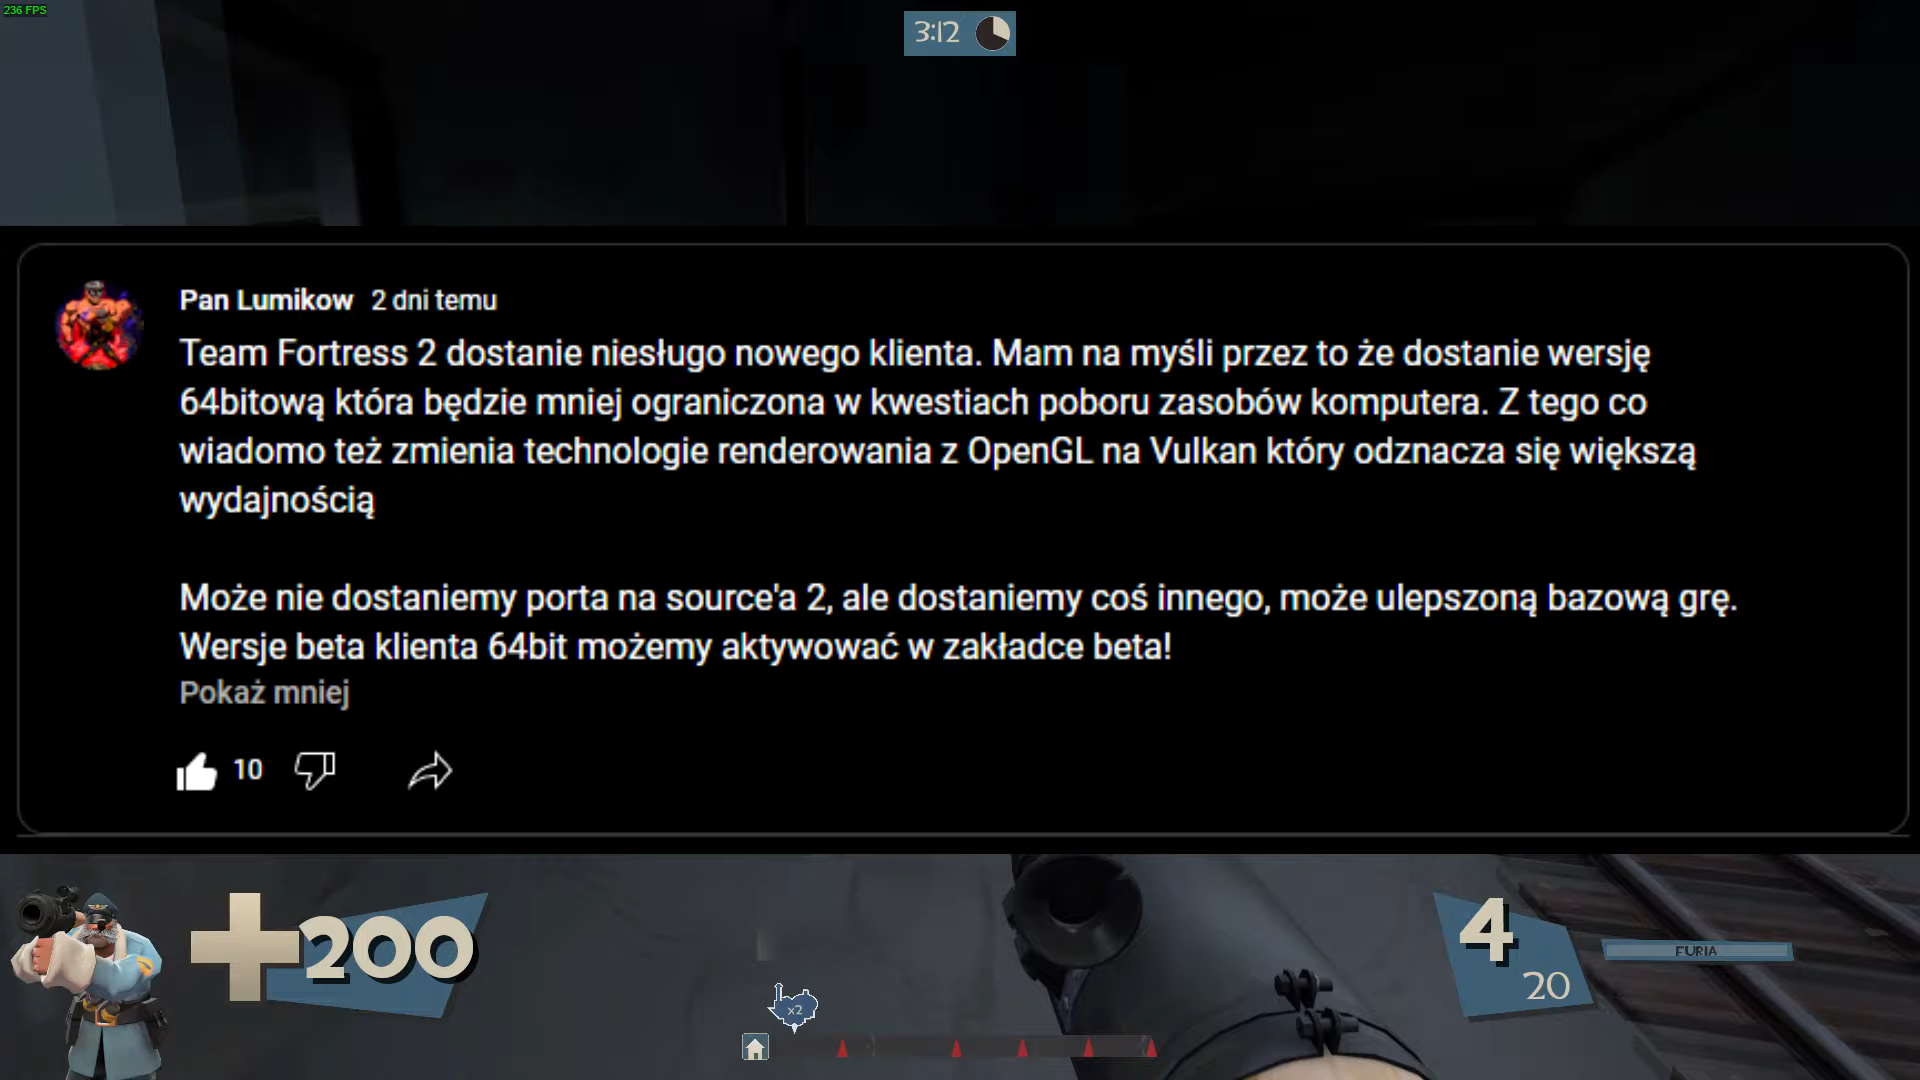 236 FPS
3:12
Pan Lumikow 2 dni temu
Team Fortress 2 dostanie niesługo nowego klienta. Mam na myśli przez to że dostanie wersję
64bitową która będzie mniej ograniczona w kwestiach poboru zasobów komputera. Z tego co
wiadomo też zmienia technologie renderowania z OpenGL na Vulkan który odznacza się większą
wydajnością
Może nie dostaniemy porta na source'a 2, ale dostaniemy coś innego, może ulepszoną bazową grę.
Wersje beta klienta 64bit możemy aktywować w zakładce beta!
Pokaż mniej
10
200
4
20
FURIA
x2